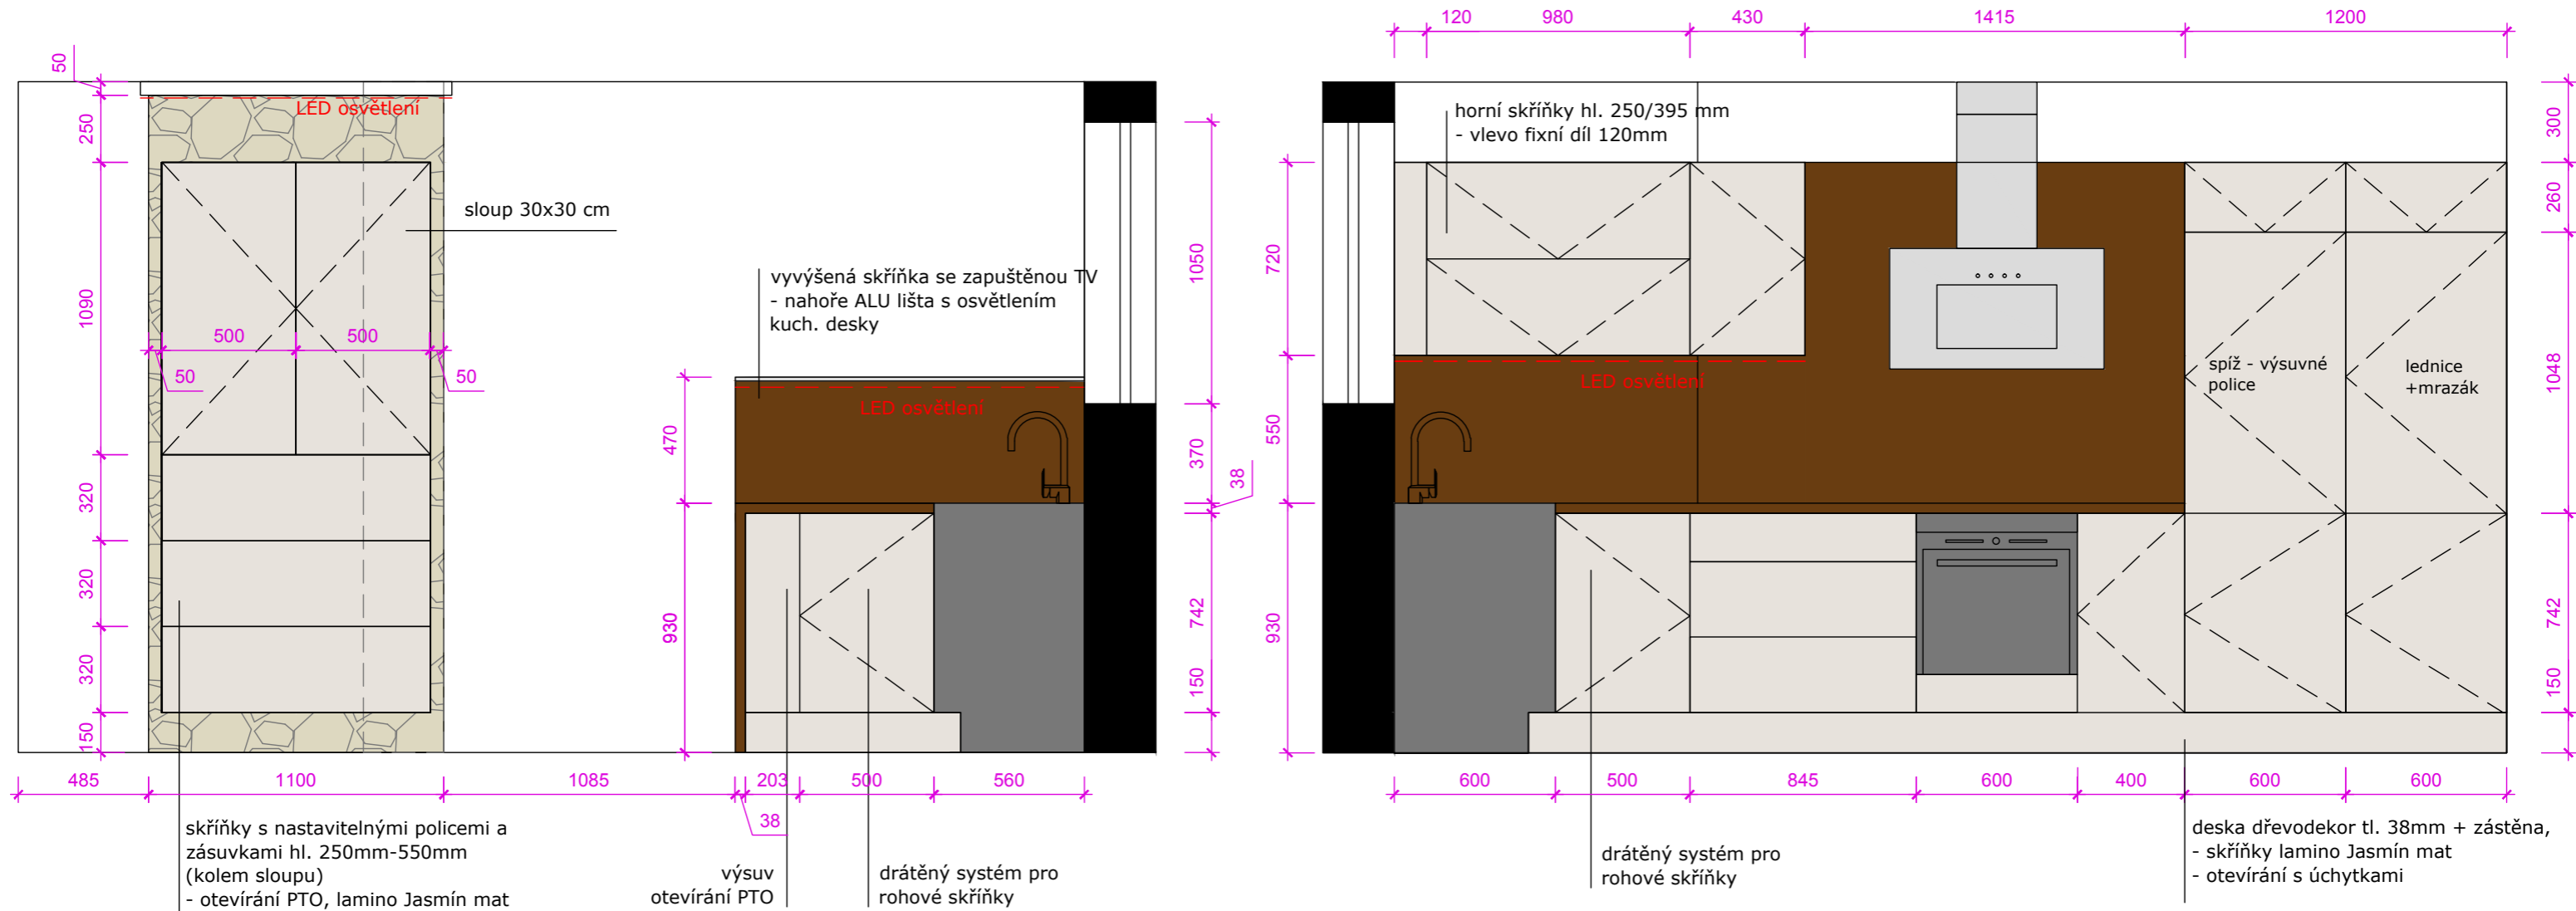 120
980
430
1415
1200
50
LED osvětlení
250
horní skříňky hl. 250/395 mm
- vlevo fixní díl 120mm
300
260
sloup 30x30 cm
1090
500
500
50
50
vyvýšená skříňka se zapuštěnou TV
- nahoře ALU lišta s osvětlením
kuch. desky
1050
720
LED osvětlení
LED osvětlení
spíž - výsuvné
police
lednice
+mrazák
1048
470
370
38
550
320
320
320
150
930
742
150
930
742
150
485
1100
1085
203
500
560
38
600
500
845
600
400
600
600
skříňky s nastavitelnými policemi a
zásuvkami hl. 250mm-550mm
(kolem sloupu)
- otevírání PTO, lamino Jasmín mat
výsuv
otevírání PTO
drátěný systém pro
rohové skříňky
drátěný systém pro
rohové skříňky
deska dřevodekor tl. 38mm + zástěna,
- skříňky lamino Jasmín mat
- otevírání s úchytkami